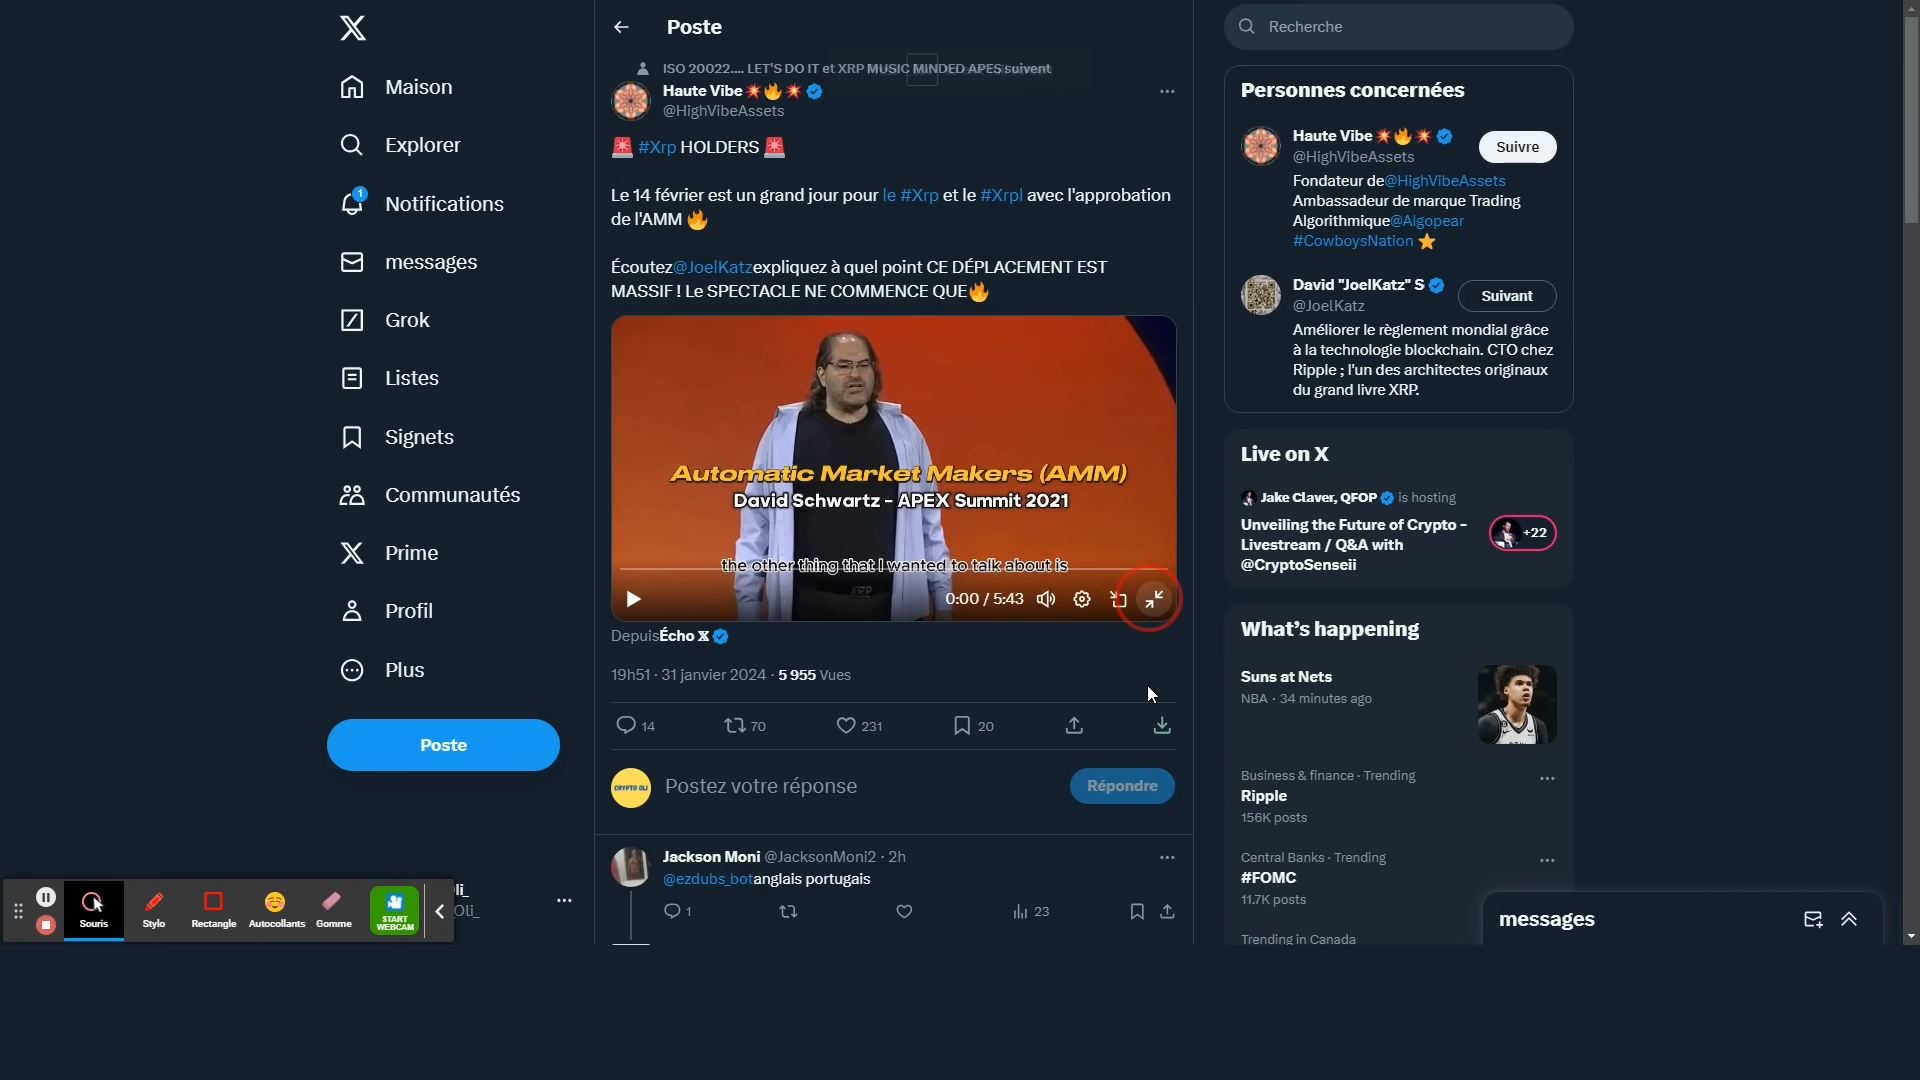 Maison
Explorer
1
Notifications
messages
Grok
Listes
Signets
Communautés
Prime
Profil
Plus
Poste
Poste
ISO 20022.... LET'S DO IT et XRP MUSIC MINDED APES suivent
Haute Vibe
@HighVibeAssets
#Xrp HOLDERS
Le 14 février est un grand jour pour le #Xrp et le #Xrpl avec l'approbation
de l'AMM
Écoutez@JoelKatzexpliquez à quel point CE DÉPLACEMENT EST
MASSIF ! Le SPECTACLE NE COMMENCE QUE
Automatic Market Makers (AMM)
David Schwartz - APEX Summit 2021
the other thing that I wanted to talk about is
XRP
0:00 / 5:43
DepuisÉcho X
19h51 · 31 janvier 2024 · 5 955 Vues
14 70 231 20
CRYPTO OLI
Postez votre réponse
Répondre
Jackson Moni @JacksonMoni2 · 2h
@ezdubs_botanglais portugais
1 23
Recherche
Personnes concernées
Haute Vibe
@HighVibeAssets
Suivre
Fondateur de@HighVibeAssets
Ambassadeur de marque Trading
Algorithmique@Algopear
#CowboysNation
David "JoelKatz" S
@JoelKatz
Suivant
Améliorer le règlement mondial grâce
à la technologie blockchain. CTO chez
Ripple ; l'un des architectes originaux
du grand livre XRP.
Live on X
Jake Claver, QFOP is hosting
Unveiling the Future of Crypto -
Livestream / Q&A with
@CryptoSenseii
+22
What's happening
Suns at Nets
NBA · 34 minutes ago
Business & finance · Trending
Ripple
156K posts
Central Banks · Trending
#FOMC
11.7K posts
Trending in Canada
messages
Souris
Stylo
Rectangle
Autocollants
Gomme
START
WEBCAM
li_
Oli_